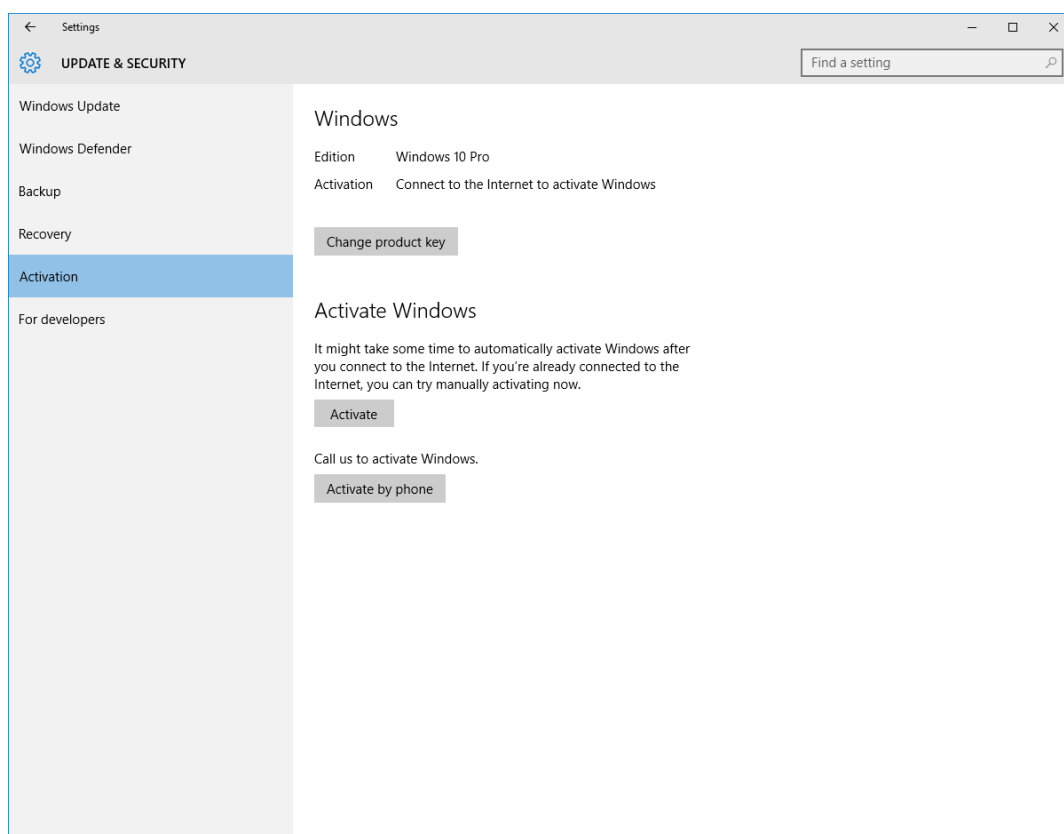 Settings
UPDATE & SECURITY
Find a setting
Windows Update
Windows Defender
Backup
Recovery
Activation
For developers
Windows
Edition Windows 10 Pro
Activation Connect to the Internet to activate Windows
Change product key
Activate Windows
It might take some time to automatically activate Windows after
you connect to the Internet. If you’re already connected to the
Internet, you can try manually activating now.
Activate
Call us to activate Windows.
Activate by phone